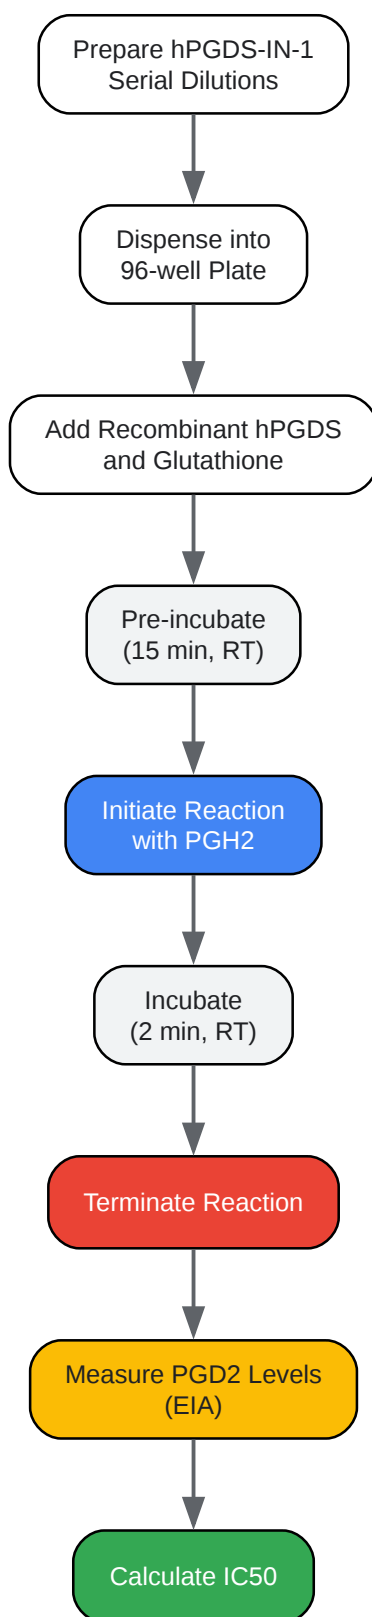 Prepare hPGDS-IN-1
Serial Dilutions
Dispense into
96-well Plate
Add Recombinant hPGDS
and Glutathione
Pre-incubate
(15 min, RT)
Initiate Reaction
with PGH2
Incubate
(2 min, RT)
Terminate Reaction
Measure PGD2 Levels
(EIA)
Calculate IC50